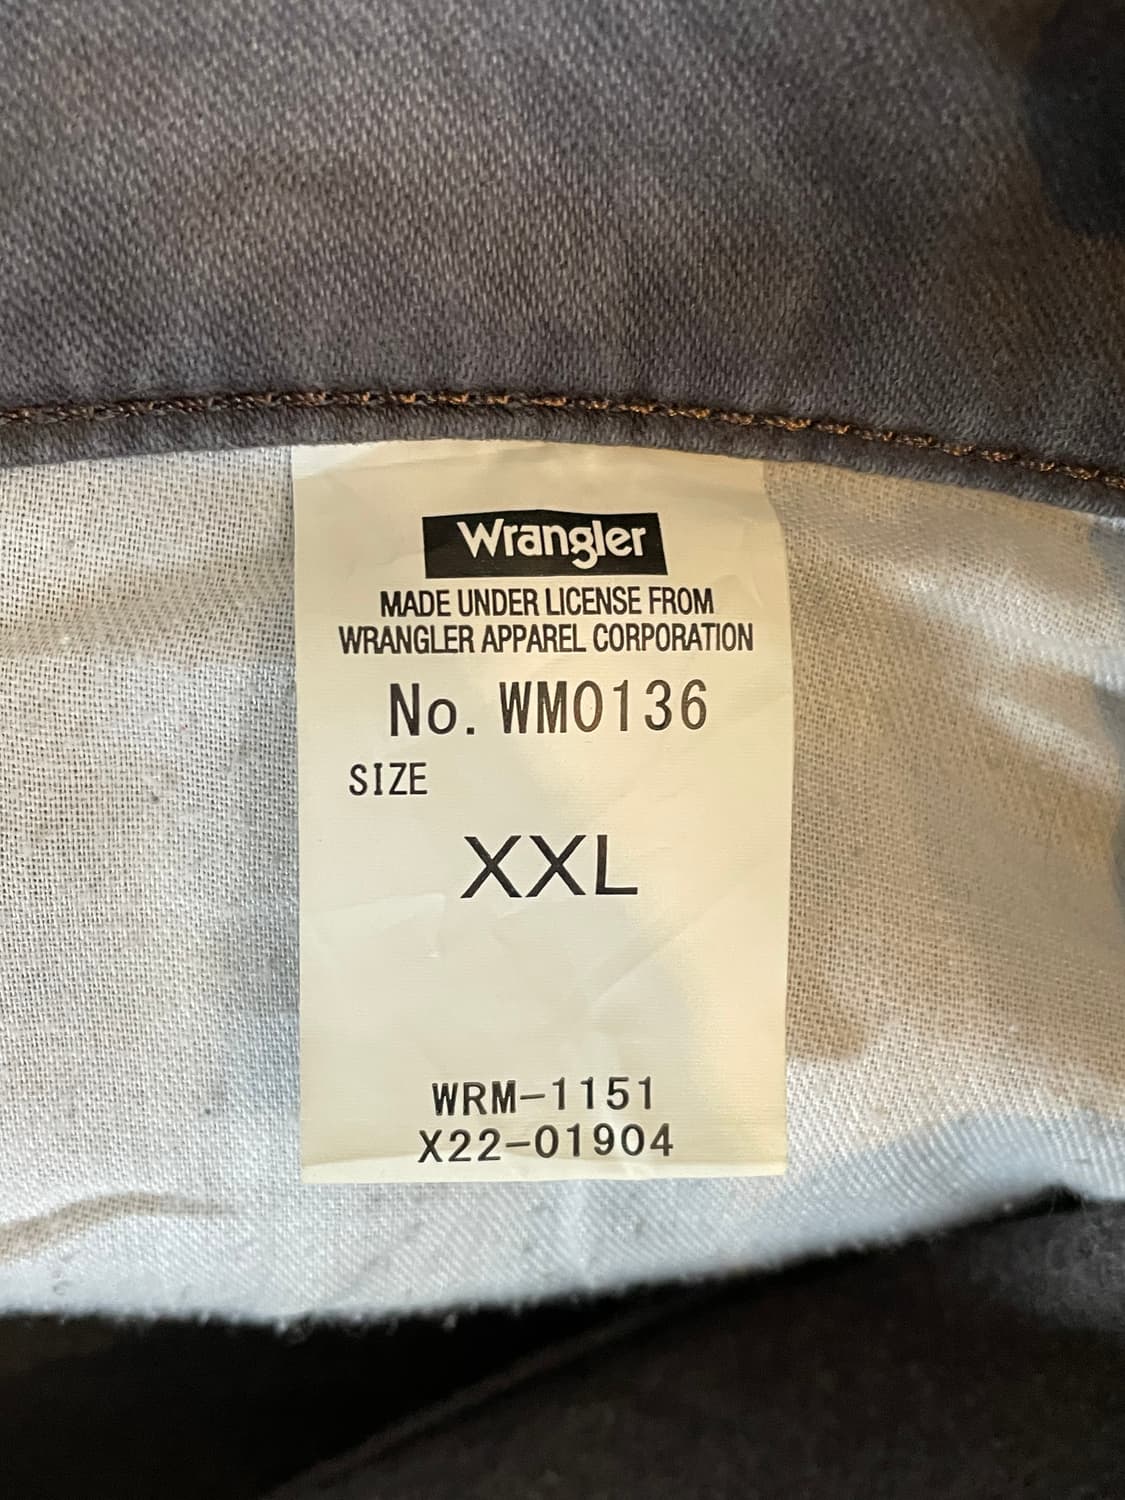 Wrangler
MADE UNDER LICENSE FROM
WRANGLER APPAREL CORPORATION
No. WM0136
SIZE
XXL
WRM-1151
X22-01904